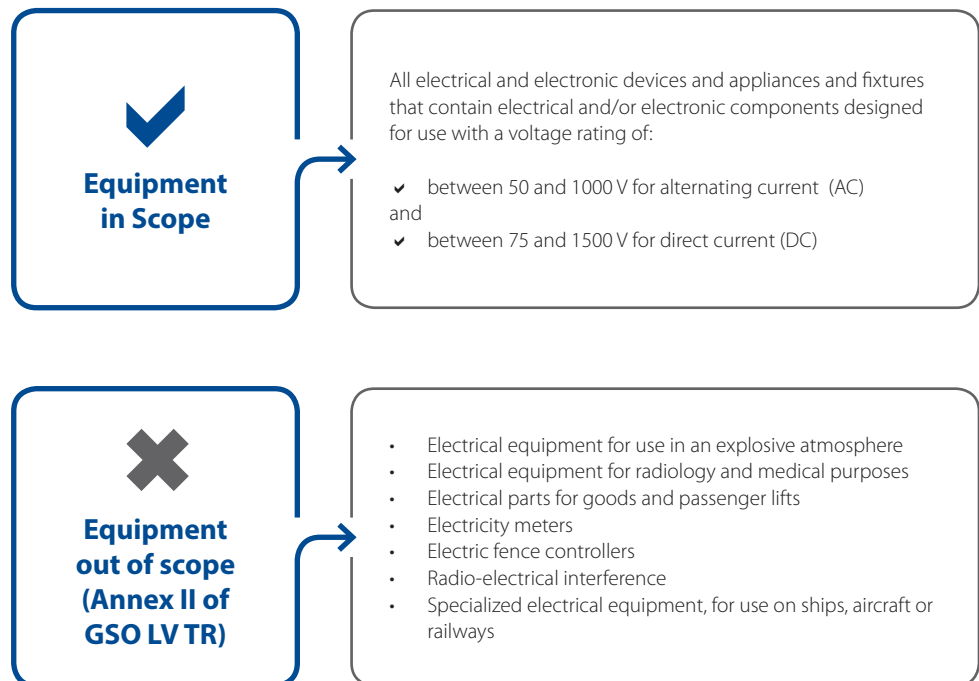 Equipment
in Scope
All electrical and electronic devices and appliances and fixtures
that contain electrical and/or electronic components designed
for use with a voltage rating of:
✔ between 50 and 1000 V for alternating current (AC)
and
✔ between 75 and 1500 V for direct current (DC)
Equipment
out of scope
(Annex II of
GSO LV TR)
• Electrical equipment for use in an explosive atmosphere
• Electrical equipment for radiology and medical purposes
• Electrical parts for goods and passenger lifts
• Electricity meters
• Electric fence controllers
• Radio-electrical interference
• Specialized electrical equipment, for use on ships, aircraft or
railways